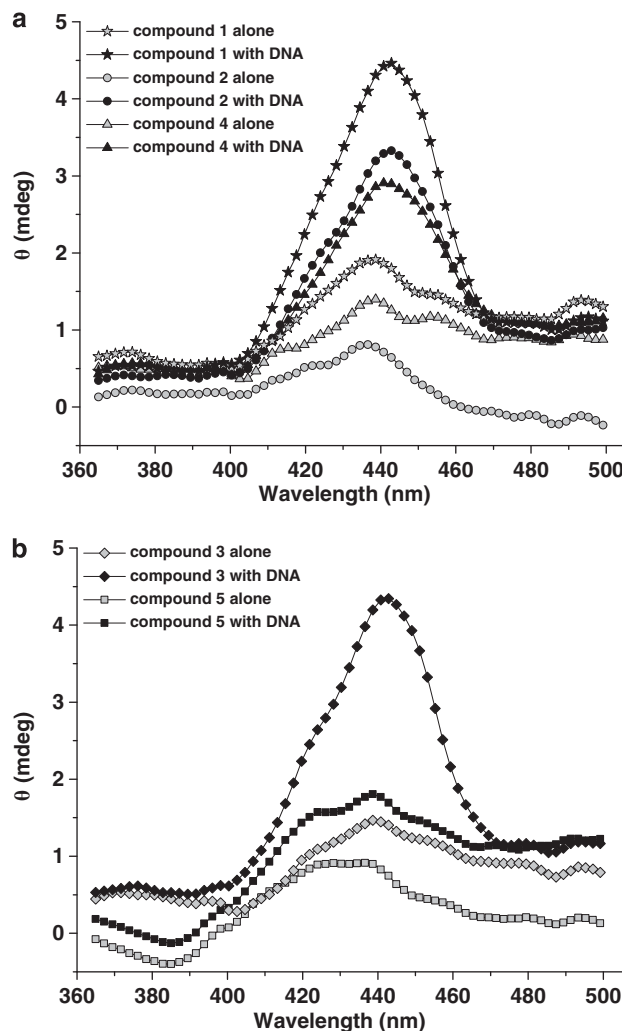 a
5
4
3
2
1
0
θ (mdeg)
compound 1 alone
compound 1 with DNA
compound 2 alone
compound 2 with DNA
compound 4 alone
compound 4 with DNA
360 380 400 420 440 460 480 500
Wavelength (nm)
b
5
4
3
2
1
0
θ (mdeg)
compound 3 alone
compound 3 with DNA
compound 5 alone
compound 5 with DNA
360 380 400 420 440 460 480 500
Wavelength (nm)